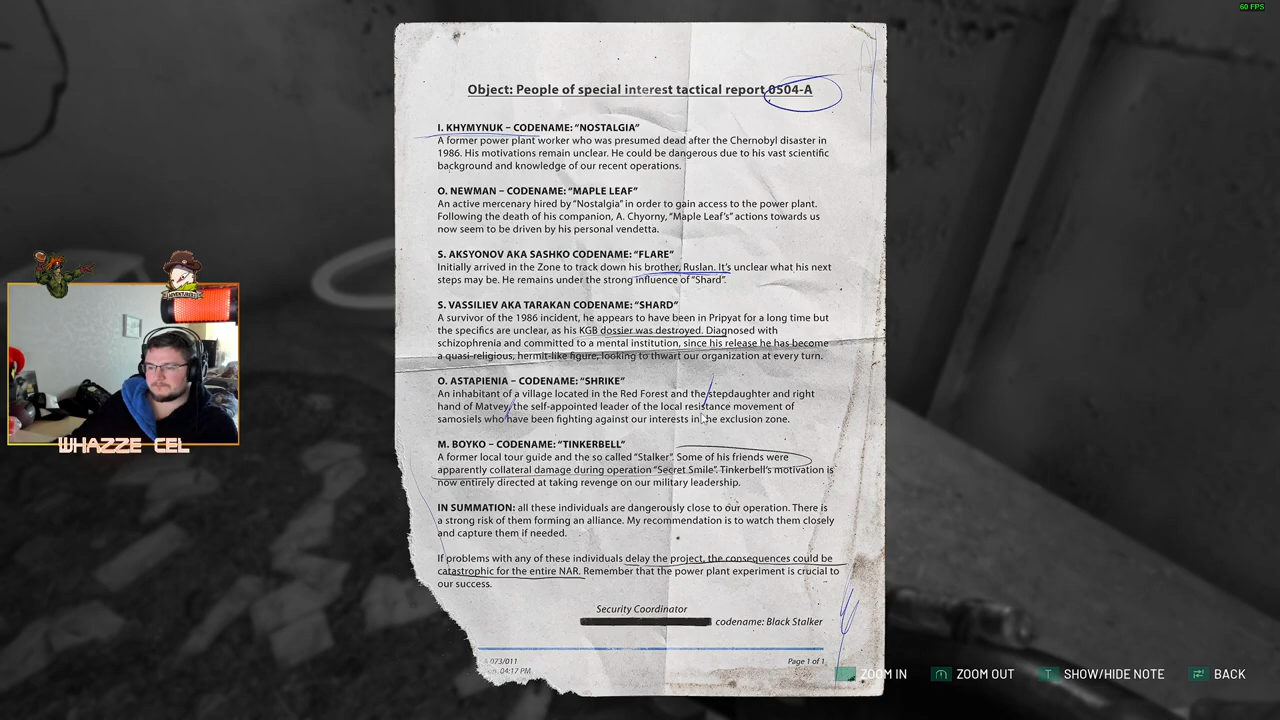 60 FPS
Object: People of special interest tactical report 0504-A
I. KHYMYNUK – CODENAME: “NOSTALGIA”
A former power plant worker who was presumed dead after the Chernobyl disaster in
1986. His motivations remain unclear. He could be dangerous due to his vast scientific
background and knowledge of our recent operations.
O. NEWMAN – CODENAME: “MAPLE LEAF”
An active mercenary hired by “Nostalgia” in order to gain access to the power plant.
Following the death of his companion, A. Chyorny, “Maple Leaf’s” actions towards us
now seem to be driven by his personal vendetta.
S. AKSYONOV AKA SASHKO CODENAME: “FLARE”
Initially arrived in the Zone to track down his brother, Ruslan. It’s unclear what his next
steps may be. He remains under the strong influence of “Shard”.
S. VASSILIEV AKA TARAKAN CODENAME: “SHARD”
A survivor of the 1986 incident, he appears to have been in Pripyat for a long time but
the specifics are unclear, as his KGB dossier was destroyed. Diagnosed with
schizophrenia and committed to a mental institution, since his release he has become
a quasi-religious, hermit-like figure, looking to thwart our organization at every turn.
O. ASTAPIENIA – CODENAME: “SHRIKE”
An inhabitant of a village located in the Red Forest and the stepdaughter and right
hand of Matvey, the self-appointed leader of the local resistance movement of
samosiels who have been fighting against our interests in the exclusion zone.
M. BOYKO – CODENAME: “TINKERBELL”
A former local tour guide and the so called “Stalker”. Some of his friends were
apparently collateral damage during operation “Secret Smile”. Tinkerbell’s motivation is
now entirely directed at taking revenge on our military leadership.
IN SUMMATION: all these individuals are dangerously close to our operation. There is
a strong risk of them forming an alliance. My recommendation is to watch them closely
and capture them if needed.
If problems with any of these individuals delay the project, the consequences could be
catastrophic for the entire NAR. Remember that the power plant experiment is crucial to
our success.
Security Coordinator
codename: Black Stalker
073/011
04:17 PM
Page 1 of 1
WHAZZE CEL
ZOOM IN
ZOOM OUT
T SHOW/HIDE NOTE
BACK